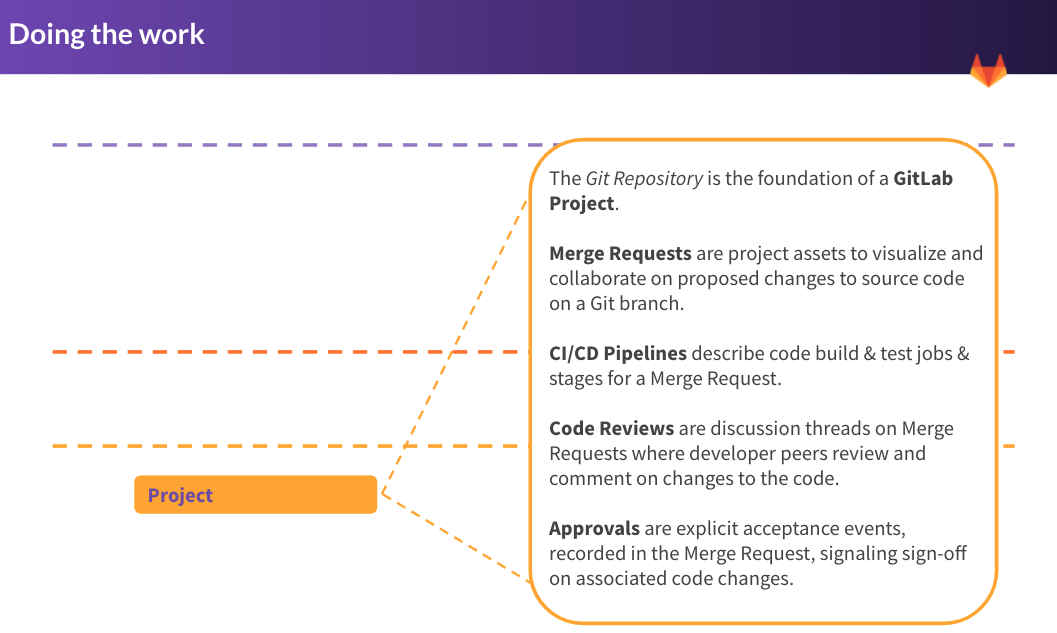 Doing the work
The Git Repository is the foundation of a GitLab
Project.
Merge Requests are project assets to visualize and
collaborate on proposed changes to source code
on a Git branch.
CI/CD Pipelines describe code build & test jobs &
stages for a Merge Request.
Code Reviews are discussion threads on Merge
Requests where developer peers review and
comment on changes to the code.
Approvals are explicit acceptance events,
recorded in the Merge Request, signaling sign-off
on associated code changes.
Project